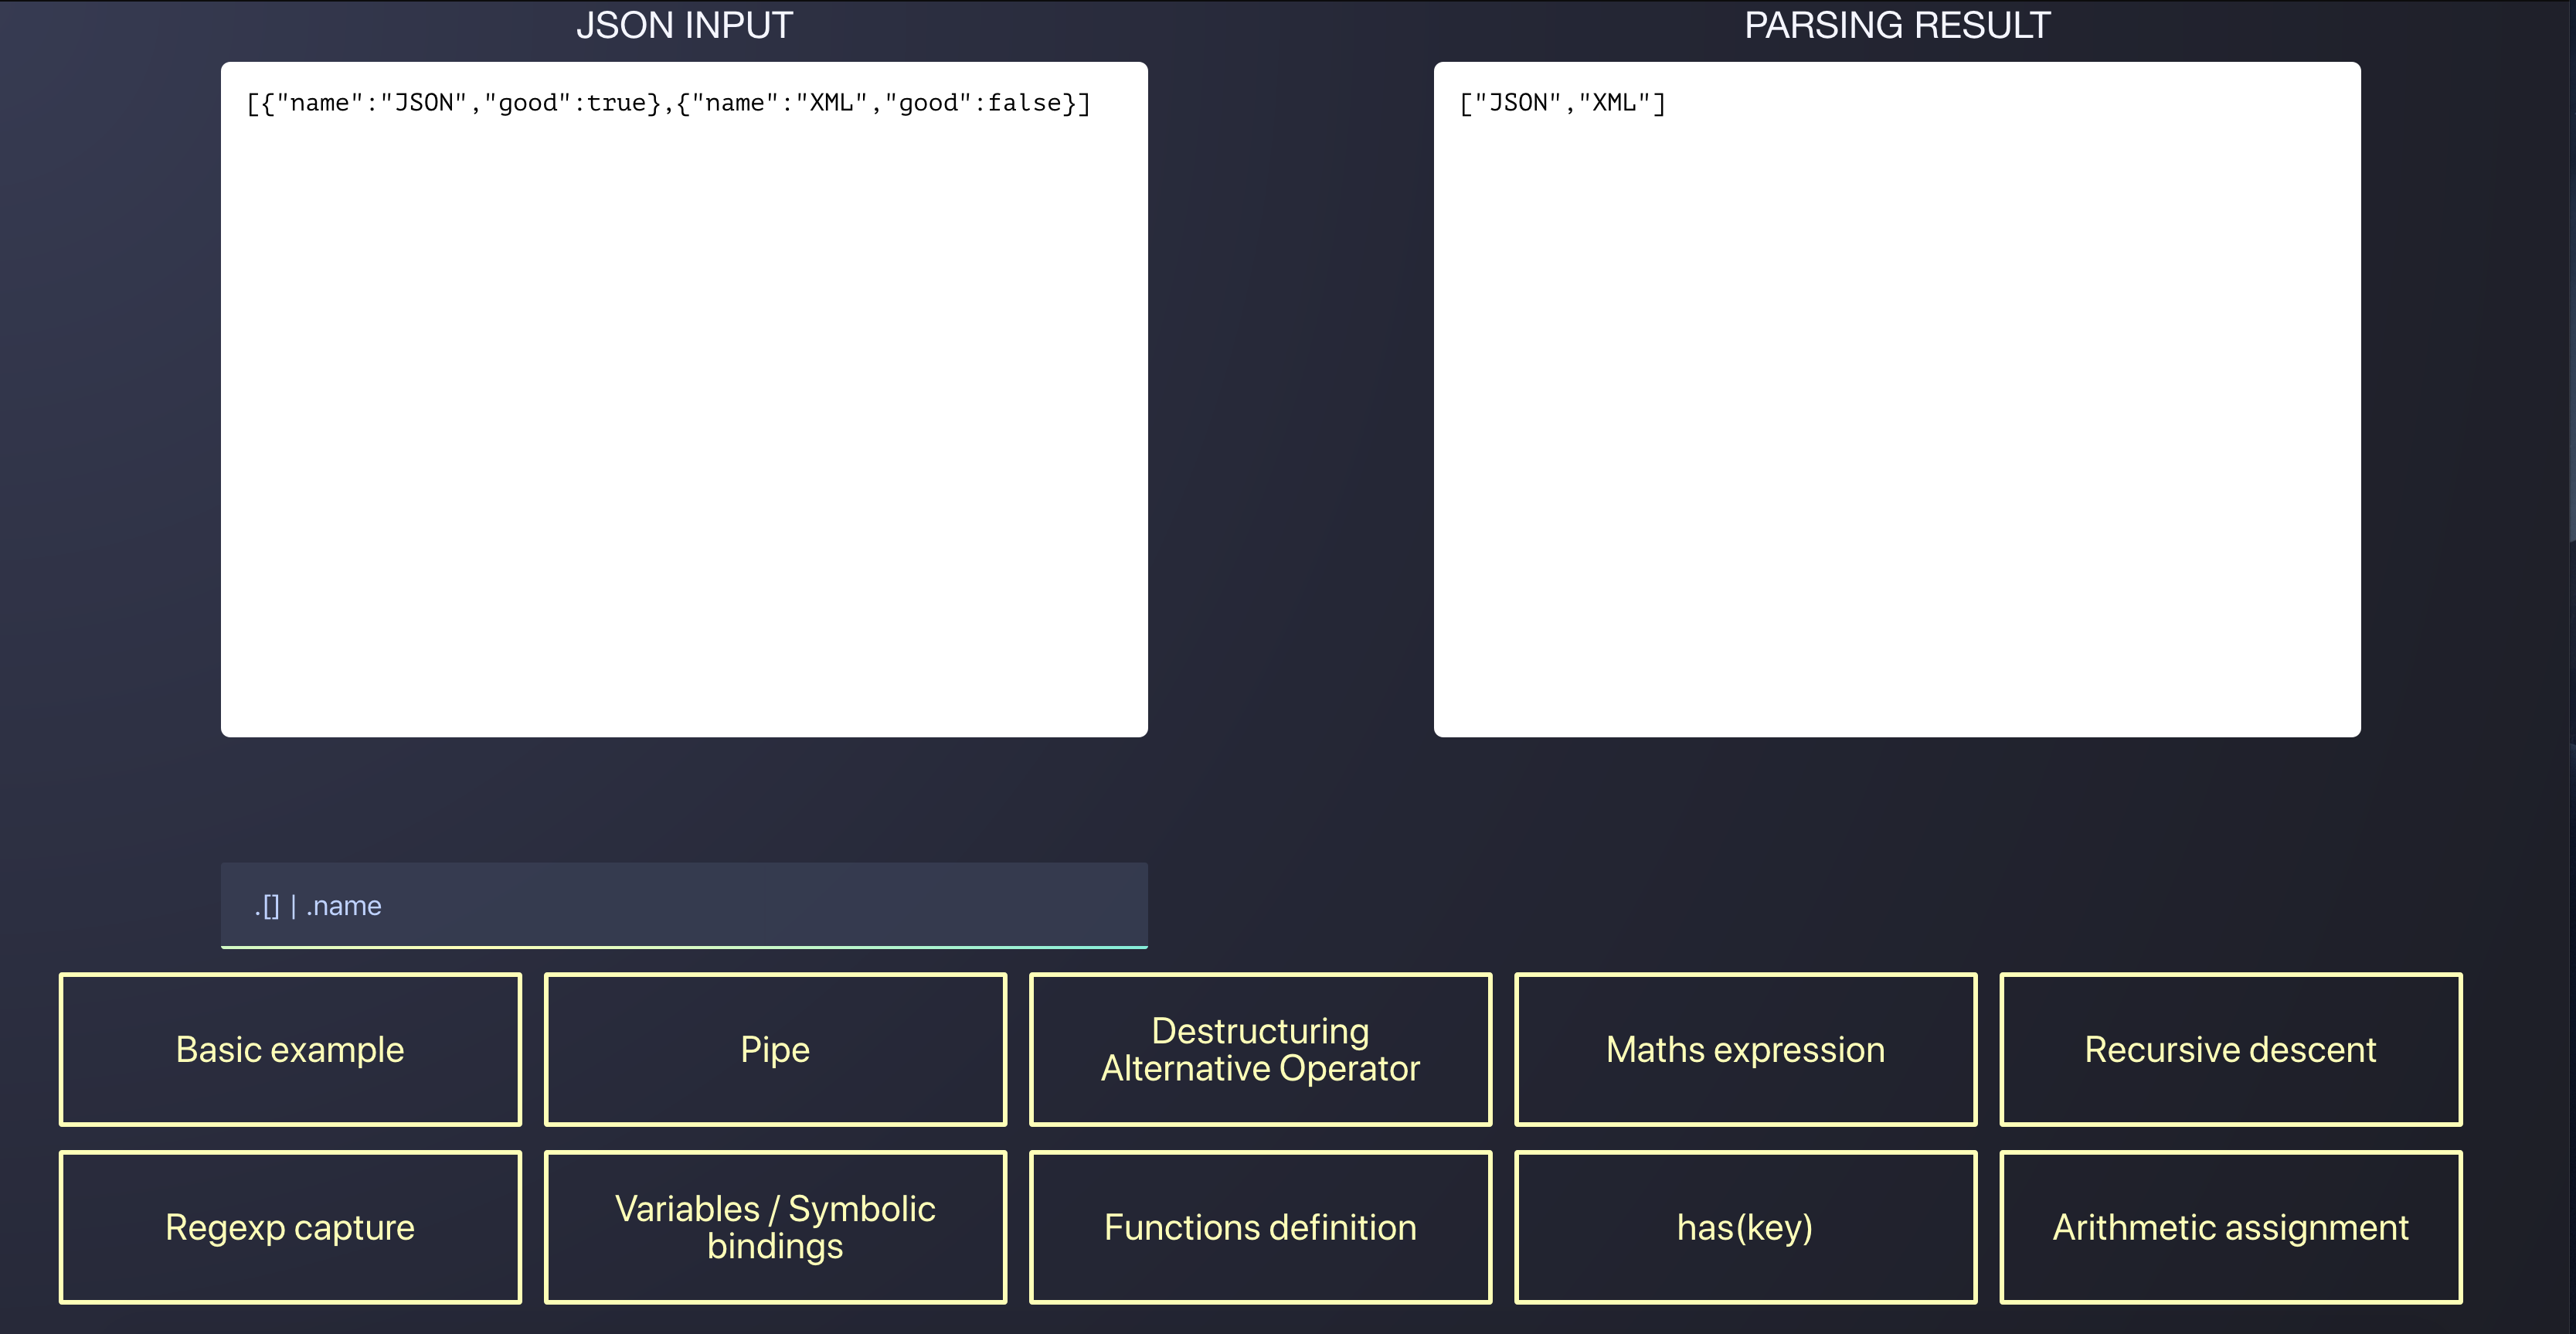 JSON INPUT
PARSING RESULT
[{"name":"JSON","good":true},{"name":"XML","good":false}]
["JSON","XML"]
.[] | .name
Basic example
Pipe
Destructuring
Alternative Operator
Maths expression
Recursive descent
Regexp capture
Variables / Symbolic
bindings
Functions definition
has(key)
Arithmetic assignment